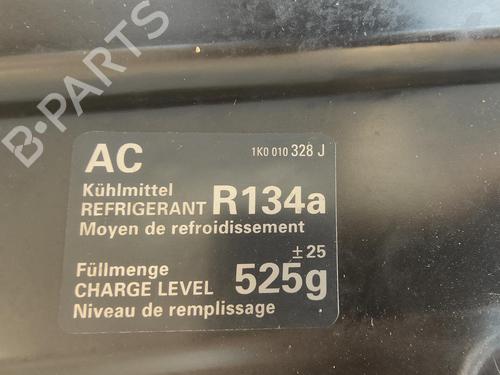 B-PARTS
AC 1K0 010 328 J
Kühlmittel
REFRIGERANT R134a
Moyen de refroidissement
± 25
Füllmenge
CHARGE LEVEL 525g
Niveau de remplissage